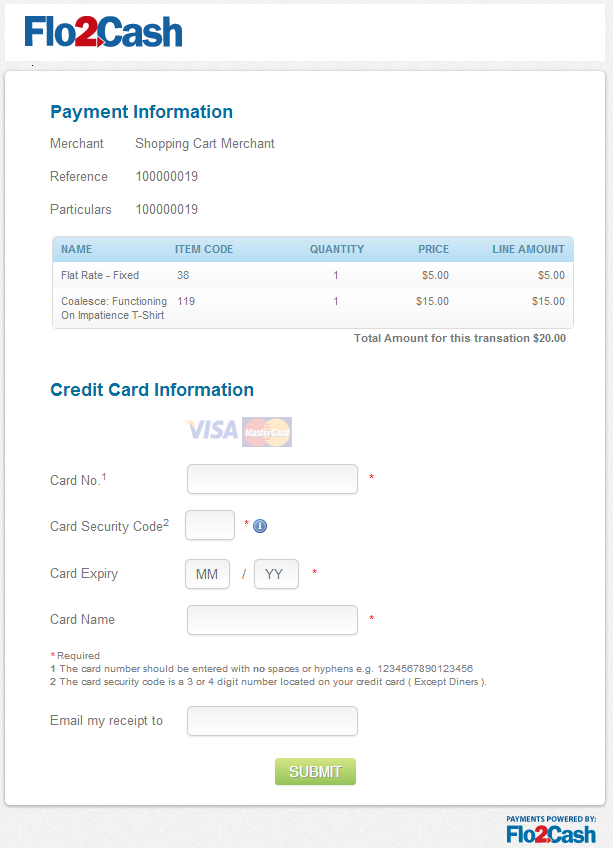 Flo2Cash
Payment Information
Merchant Shopping Cart Merchant
Reference 100000019
Particulars 100000019
NAME ITEM CODE QUANTITY PRICE LINE AMOUNT
Flat Rate - Fixed 38 1 $5.00 $5.00
Coalesce: Functioning 119 1 $15.00 $15.00
On Impatience T-Shirt
Total Amount for this transation $20.00
Credit Card Information
VISA MasterCard
Card No.1 *
Card Security Code2 * i
Card Expiry MM / YY *
Card Name *
* Required
1 The card number should be entered with no spaces or hyphens e.g. 1234567890123456
2 The card security code is a 3 or 4 digit number located on your credit card ( Except Diners ).
Email my receipt to
SUBMIT
PAYMENTS POWERED BY:
Flo2Cash